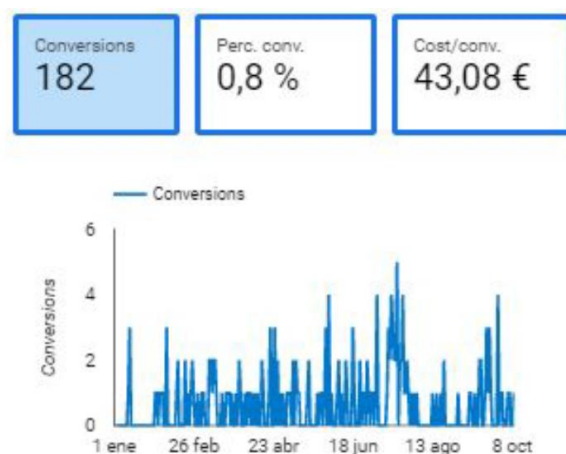 Conversions
182
Perc. conv.
0,8 %
Cost/conv.
43,08 €
Conversions
Conversions
6
4
2
0
1 ene 26 feb 23 abr 18 jun 13 ago 8 oct